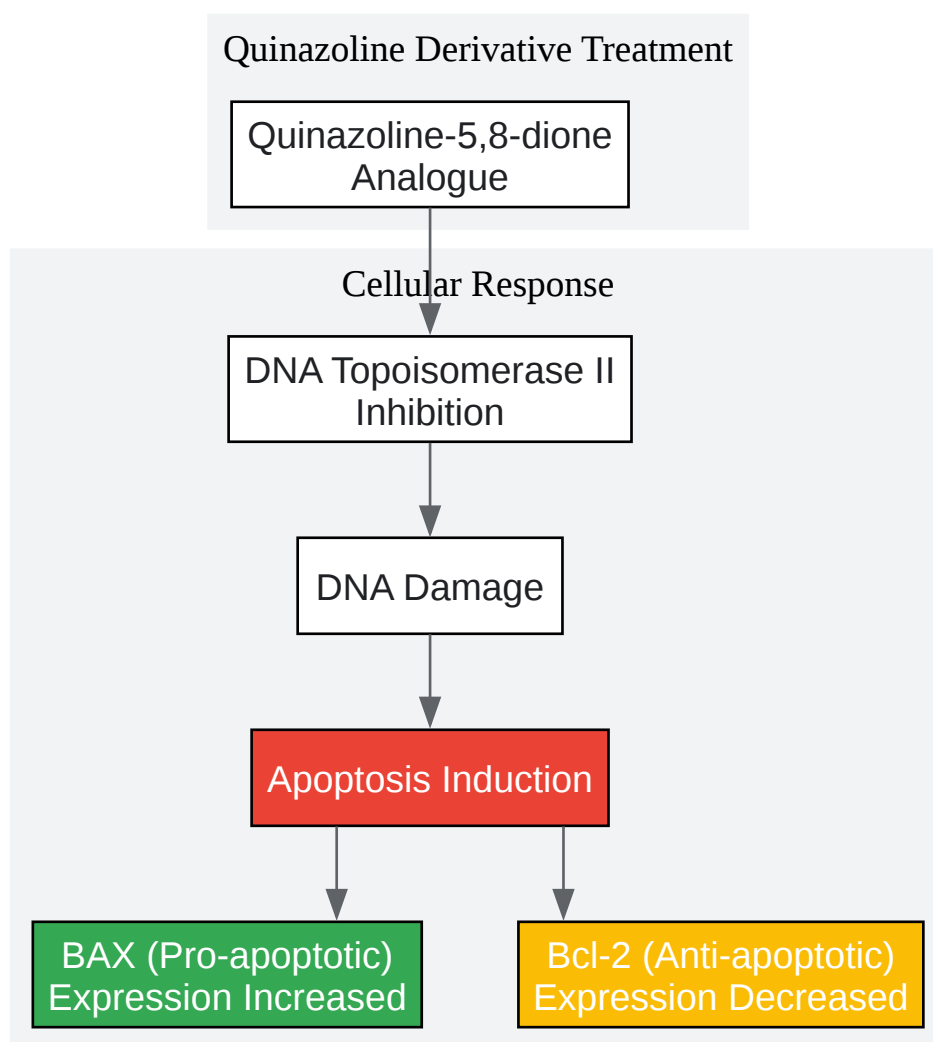 Quinazoline Derivative Treatment
Quinazoline-5,8-dione
Analogue
Cellular Response
DNA Topoisomerase II
Inhibition
DNA Damage
Apoptosis Induction
BAX (Pro-apoptotic)
Expression Increased
Bcl-2 (Anti-apoptotic)
Expression Decreased